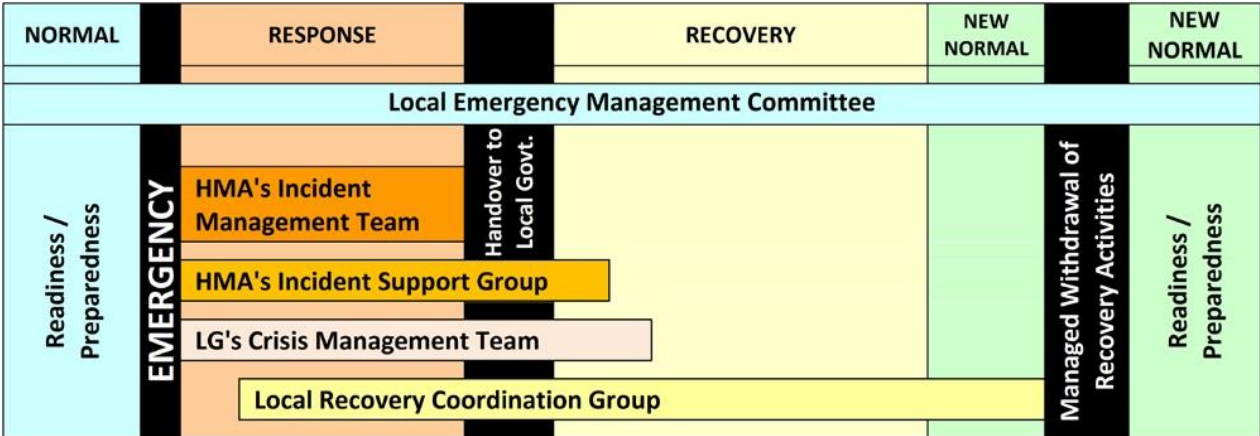 NORMAL
RESPONSE
RECOVERY
NEW
NORMAL
NEW
NORMAL
Local Emergency Management Committee
Readiness /
Preparedness
EMERGENCY
HMA's Incident
Management Team
Handover to
Local Govt.
HMA's Incident Support Group
LG's Crisis Management Team
Local Recovery Coordination Group
Managed Withdrawal of
Recovery Activities
Readiness /
Preparedness